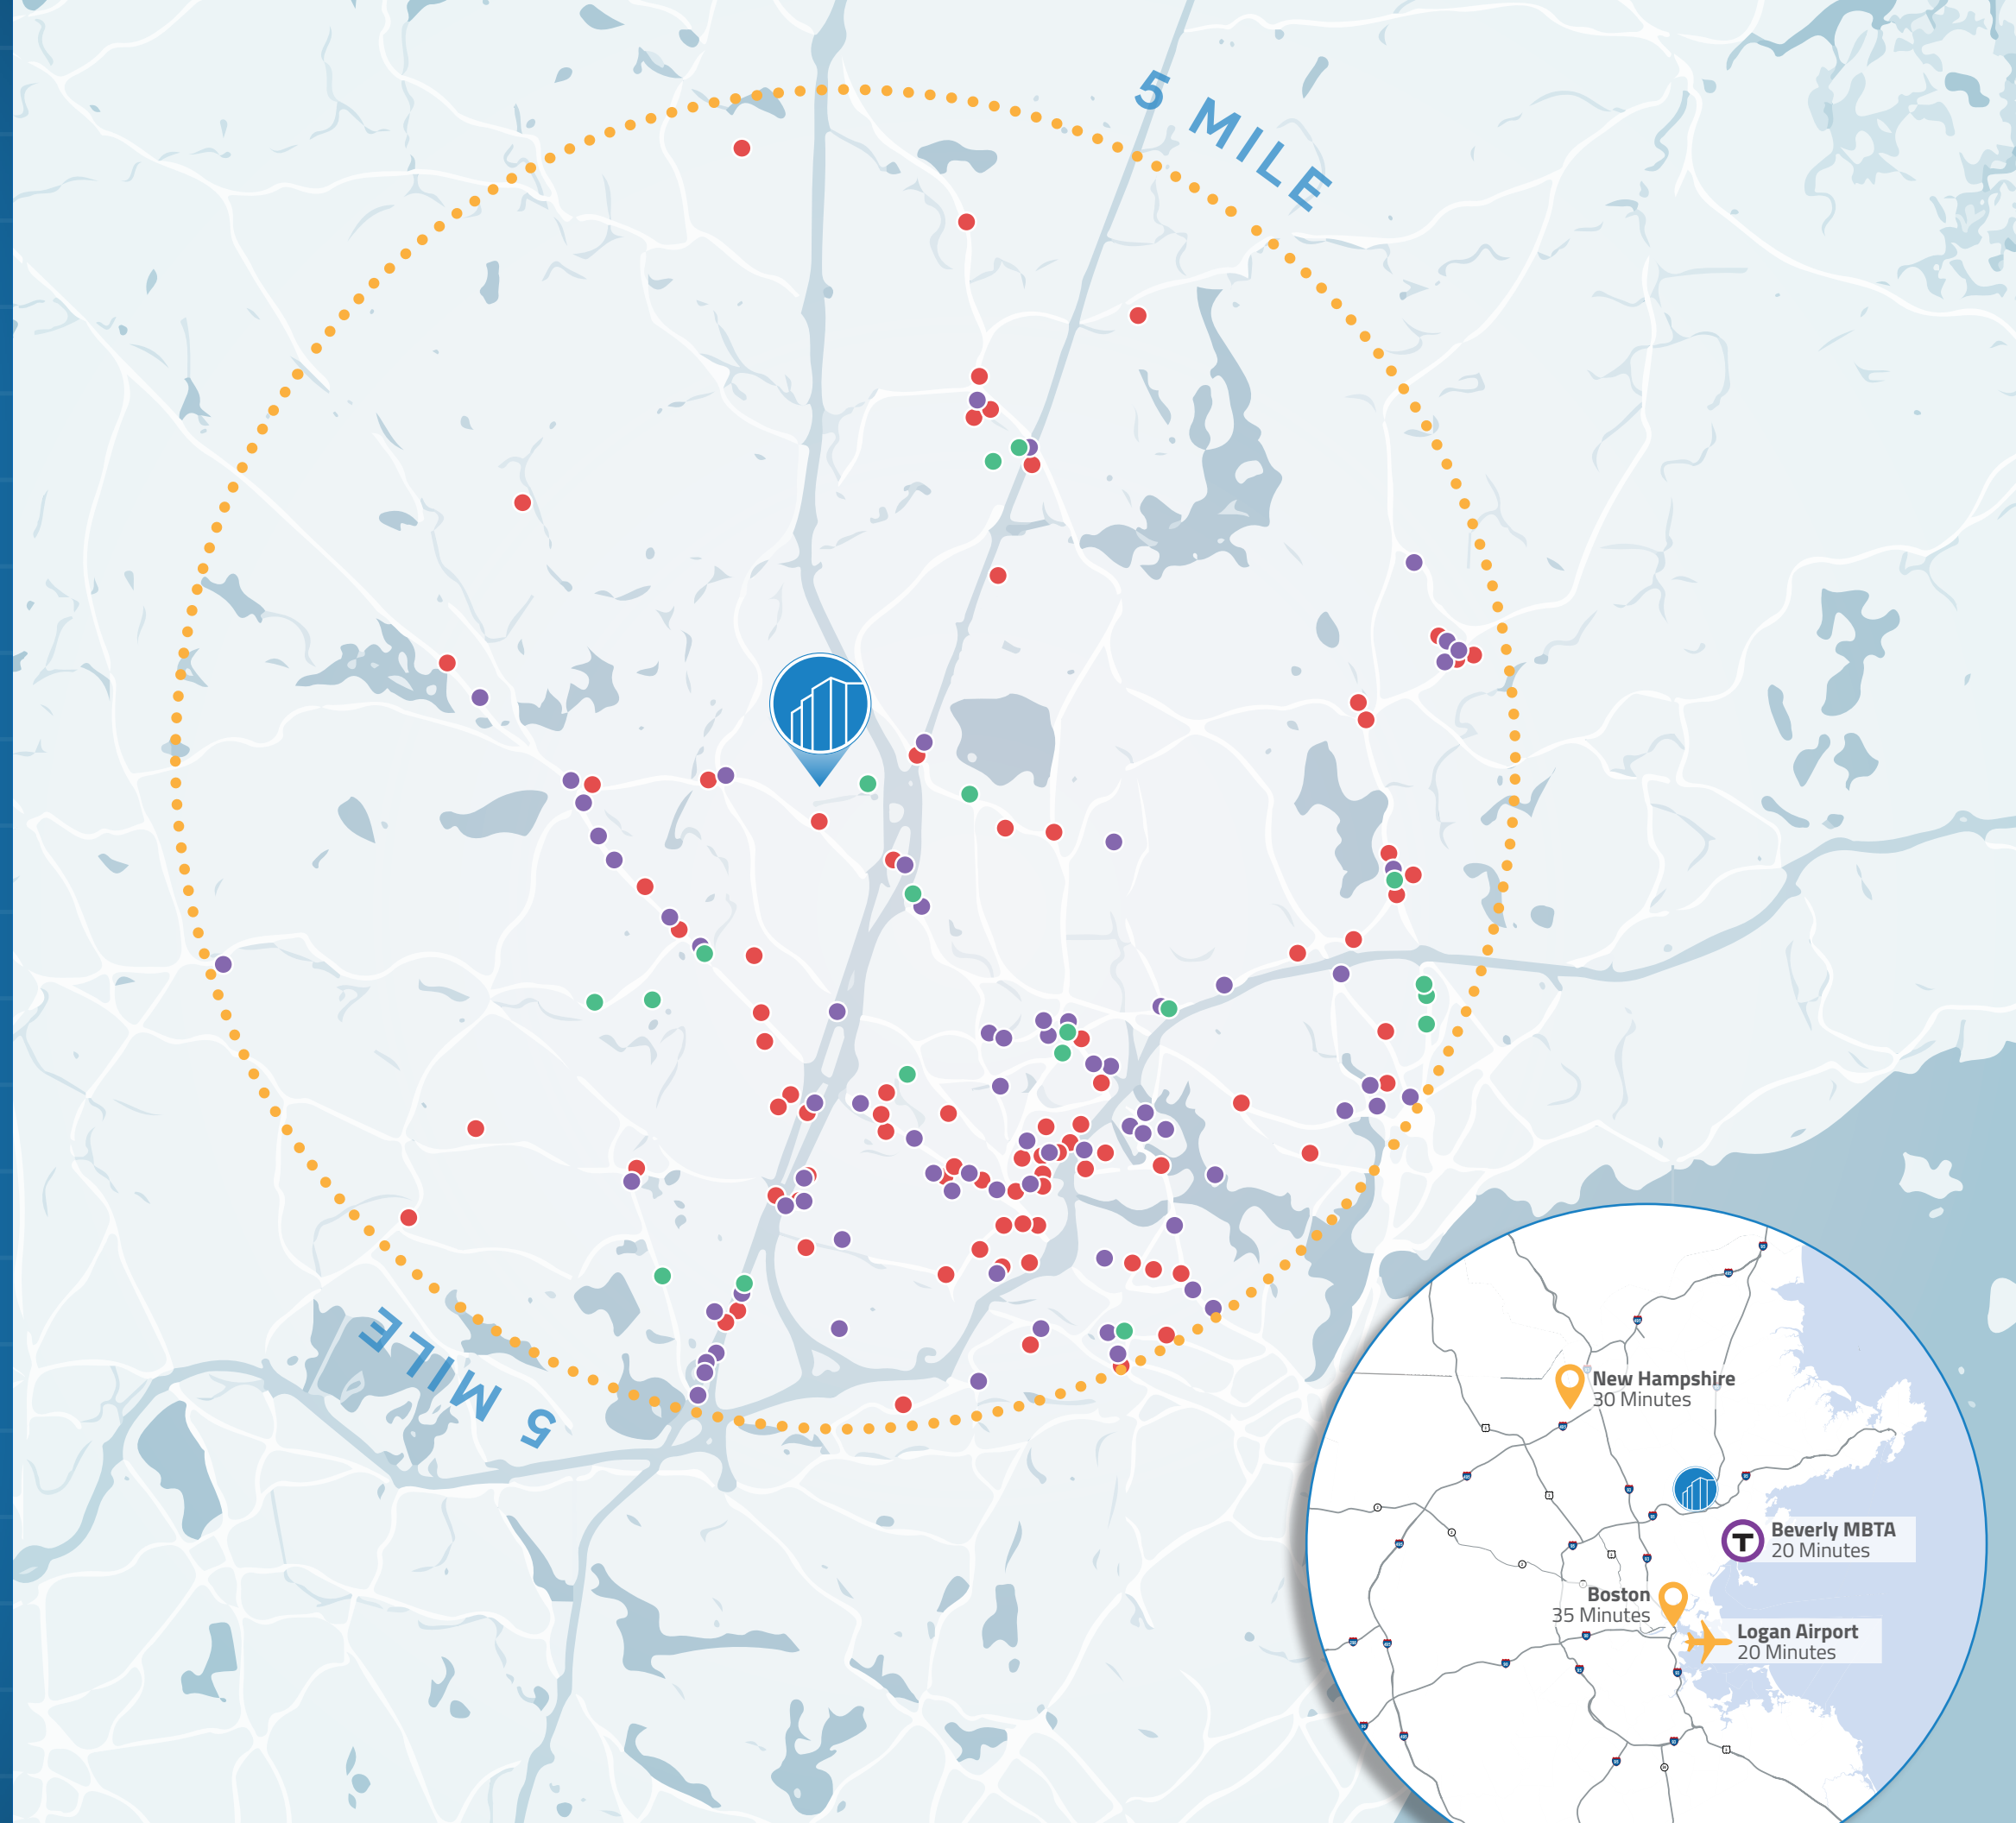 5 MILE
5 MILE
New Hampshire
30 Minutes
Beverly MBTA
20 Minutes
T
Boston
35 Minutes
Logan Airport
20 Minutes